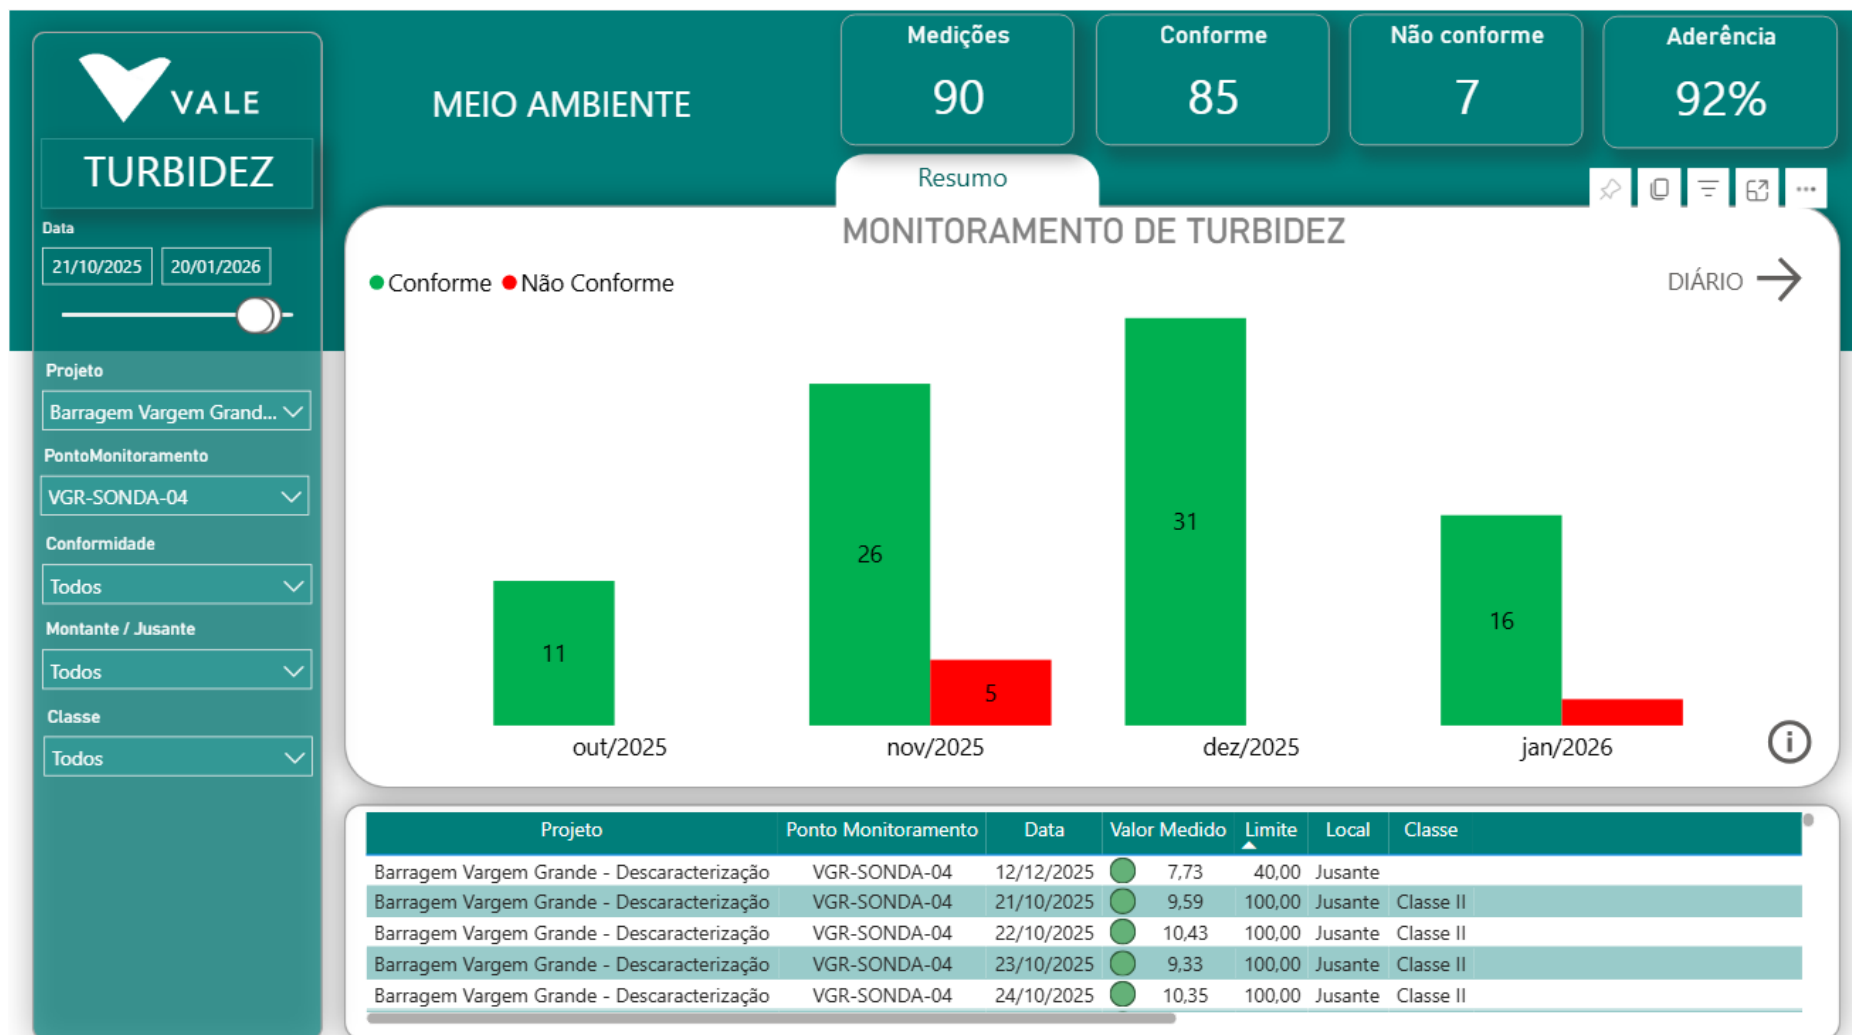 VALE
TURBIDEZ
Data
21/10/2025 20/01/2026
Projeto
Barragem Vargem Grand...
PontoMonitoramento
VGR-SONDA-04
Conformidade
Todos
Montante / Jusante
Todos
Classe
Todos
MEIO AMBIENTE
Medições
90
Conforme
85
Não conforme
7
Aderência
92%
Resumo
MONITORAMENTO DE TURBIDEZ
Conforme Não Conforme
DIÁRIO
11
26
5
31
16
out/2025 nov/2025 dez/2025 jan/2026
Projeto Ponto Monitoramento Data Valor Medido Limite Local Classe
Barragem Vargem Grande - Descaracterização VGR-SONDA-04 12/12/2025 7,73 40,00 Jusante
Barragem Vargem Grande - Descaracterização VGR-SONDA-04 21/10/2025 9,59 100,00 Jusante Classe II
Barragem Vargem Grande - Descaracterização VGR-SONDA-04 22/10/2025 10,43 100,00 Jusante Classe II
Barragem Vargem Grande - Descaracterização VGR-SONDA-04 23/10/2025 9,33 100,00 Jusante Classe II
Barragem Vargem Grande - Descaracterização VGR-SONDA-04 24/10/2025 10,35 100,00 Jusante Classe II